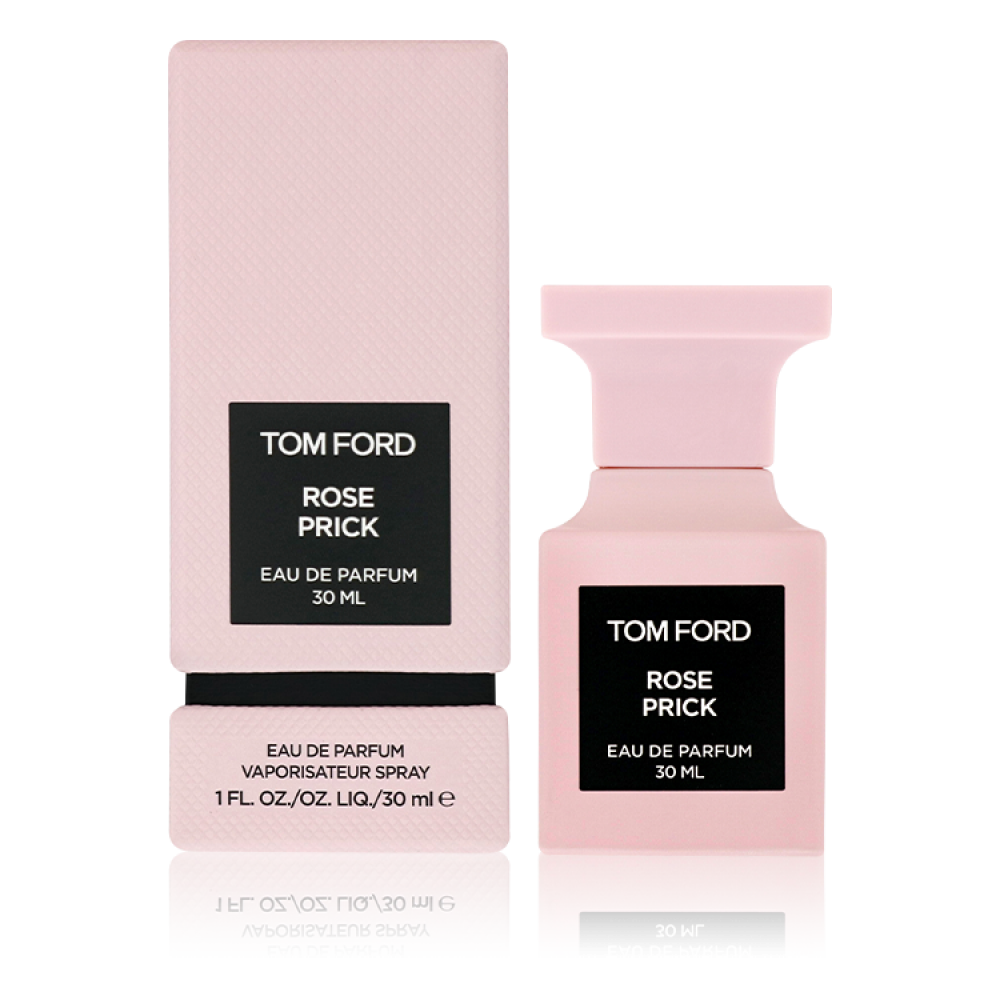 TOM FORD
ROSE
PRICK
EAU DE PARFUM
30 ML
EAU DE PARFUM
VAPORISATEUR SPRAY
1 FL. OZ./OZ. LIQ./30 ml ℮
TOM FORD
ROSE
PRICK
EAU DE PARFUM
30 ML